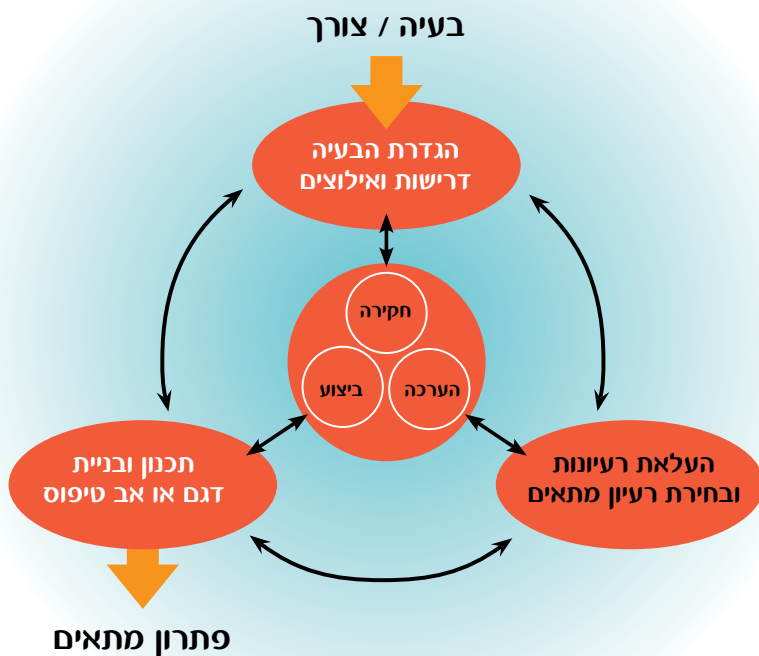 בעיה / צורך
הגדרת הבעיה
דרישות ואילוצים
חקירה
הערכה
ביצוע
העלאת רעיונות
ובחירת רעיון מתאים
תכנון ובניית
דגם או אב טיפוס
פתרון מתאים